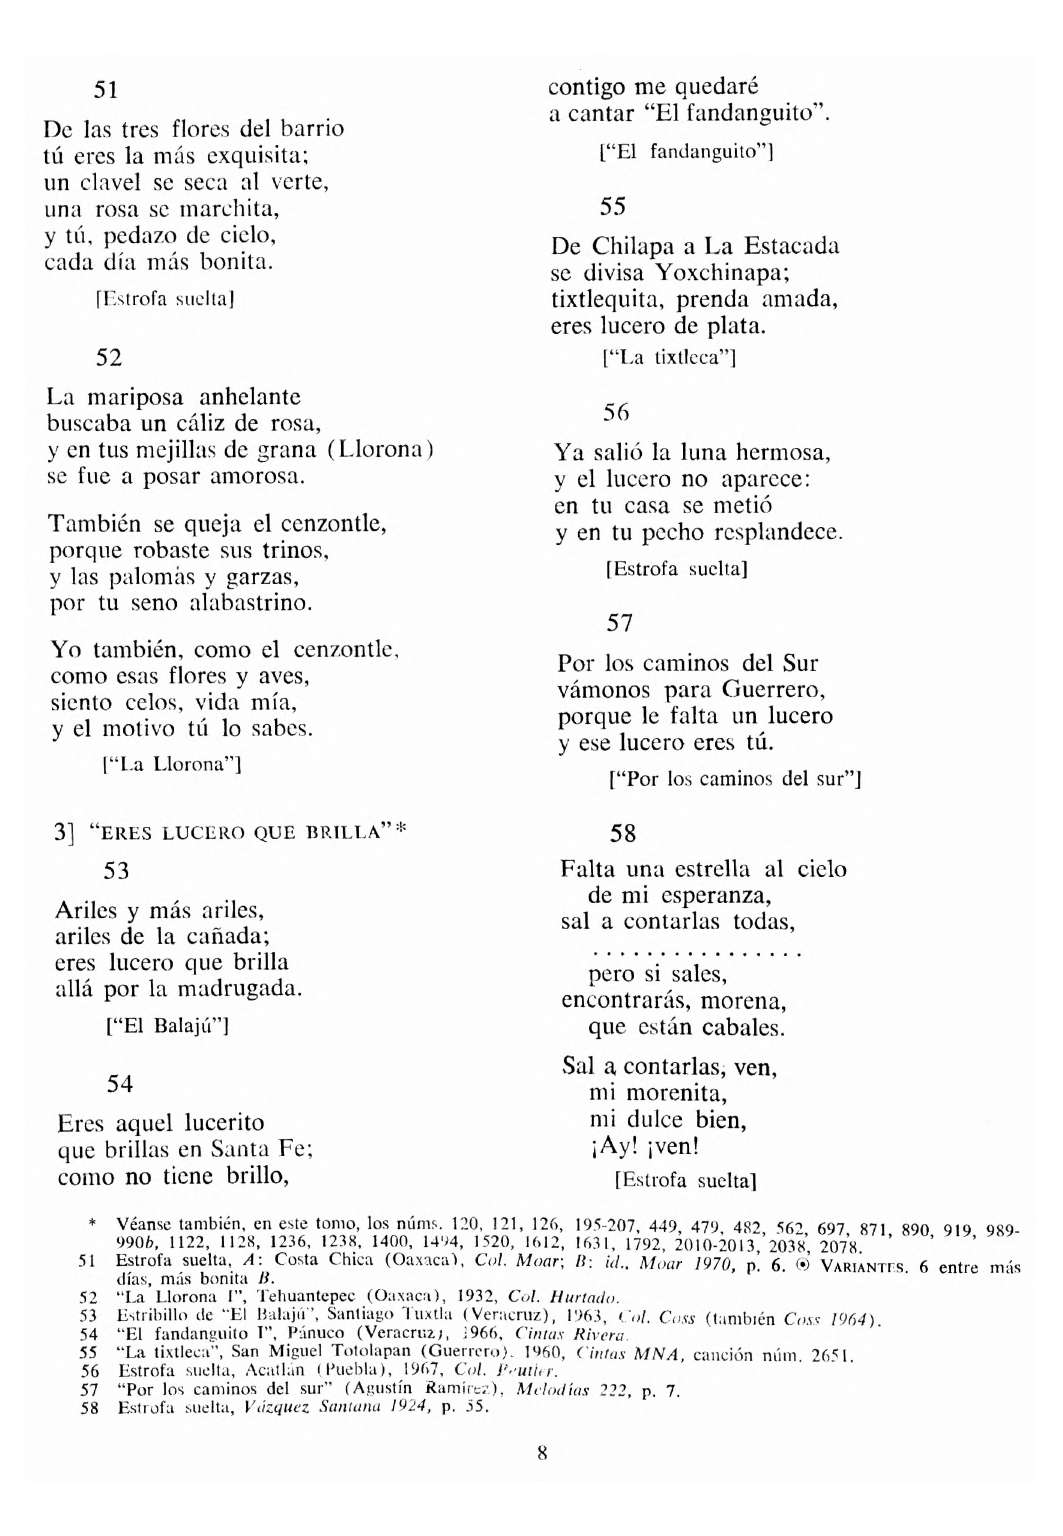 51
De las tres flores del barrio
tú eres la más exquisita;
un clavel se seca al verte,
una rosa se marchita,
y tú, pedazo de cielo,
cada día más bonita.
[Estrofa suelta]
52
La mariposa anhelante
buscaba un cáliz de rosa,
y en tus mejillas de grana (Llorona)
se fue a posar amorosa.
También se queja el cenzontle,
porque robaste sus trinos,
y las palomas y garzas,
por tu seno alabastrino.
Yo también, como el cenzontle,
como esas flores y aves,
siento celos, vida mía,
y el motivo tú lo sabes.
[“La Llorona”]
3] “ERES LUCERO QUE BRILLA”*
53
Ariles y más ariles,
ariles de la cañada;
eres lucero que brilla
allá por la madrugada.
[“El Balajú”]
54
Eres aquel lucerito
que brillas en Santa Fe;
como no tiene brillo,
contigo me quedaré
a cantar “El fandanguito”.
[“El fandanguito”]
55
De Chilapa a La Estacada
se divisa Yoxchinapa;
tixtlequita, prenda amada,
eres lucero de plata.
[“La tixtleca”]
56
Ya salió la luna hermosa,
y el lucero no aparece:
en tu casa se metió
y en tu pecho resplandece.
[Estrofa suelta]
57
Por los caminos del Sur
vámonos para Guerrero,
porque le falta un lucero
y ese lucero eres tú.
[“Por los caminos del sur”]
58
Falta una estrella al cielo
de mi esperanza,
sal a contarlas todas,
. . . . . . . . . . . . . . . .
pero si sales,
encontrarás, morena,
que están cabales.
Sal a contarlas, ven,
mi morenita,
mi dulce bien,
¡Ay! ¡ven!
[Estrofa suelta]
* Véanse también, en este tomo, los núms. 120, 121, 126, 195-207, 449, 479, 482, 562, 697, 871, 890, 919, 989-
990b, 1122, 1128, 1236, 1238, 1400, 1494, 1520, 1612, 1631, 1792, 2010-2013, 2038, 2078.
51 Estrofa suelta, A: Costa Chica (Oaxaca), Col. Moar; B: id., Moar 1970, p. 6. ⊙ VARIANTES. 6 entre más
días, más bonita B.
52 “La Llorona I”, Tehuantepec (Oaxaca), 1932, Col. Hurtado.
53 Estribillo de “El Balajú”, Santiago Tuxtla (Veracruz), 1963, Col. Coss (también Coss 1964).
54 “El fandanguito I”, Pánuco (Veracruz), 1966, Cintas Rivera.
55 “La tixtleca”, San Miguel Totolapan (Guerrero), 1960, Cintas MNA, canción núm. 2651.
56 Estrofa suelta, Acatlán (Puebla), 1967, Col. Peutier.
57 “Por los caminos del sur” (Agustín Ramírez), Melodías 222, p. 7.
58 Estrofa suelta, Vázquez Santana 1924, p. 55.
8